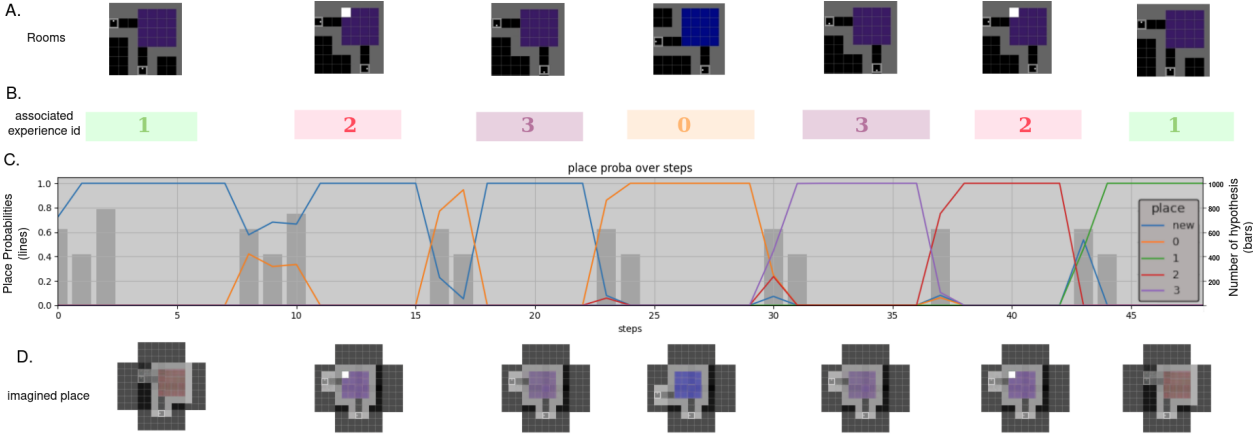 A.
Rooms
B.
associated
experience id
1 2 3 0 3 2 1
C.
place proba over steps
Place Probabilities
(lines)
1.0
0.8
0.6
0.4
0.2
0.0
0 5 10 15 20 25 30 35 40 45
steps
1000
800
600
400
200
Number of hypothesis
(bars)
place
new
0
1
2
3
D.
imagined place